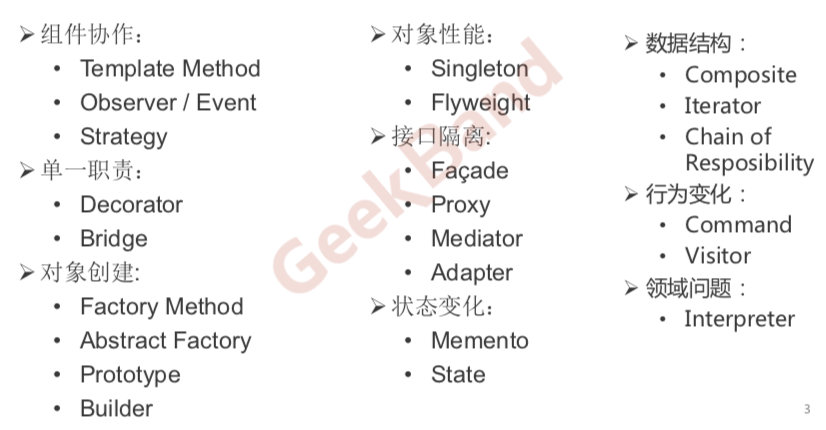 ➢ 组件协作：
• Template Method
• Observer / Event
• Strategy
➢ 单一职责：
• Decorator
• Bridge
➢ 对象创建:
• Factory Method
• Abstract Factory
• Prototype
• Builder
➢ 对象性能：
• Singleton
• Flyweight
➢ 接口隔离:
• Façade
• Proxy
• Mediator
• Adapter
➢ 状态变化：
• Memento
• State
➢ 数据结构：
• Composite
• Iterator
• Chain of
Resposibility
➢ 行为变化：
• Command
• Visitor
➢ 领域问题：
• Interpreter
GeekBand
3